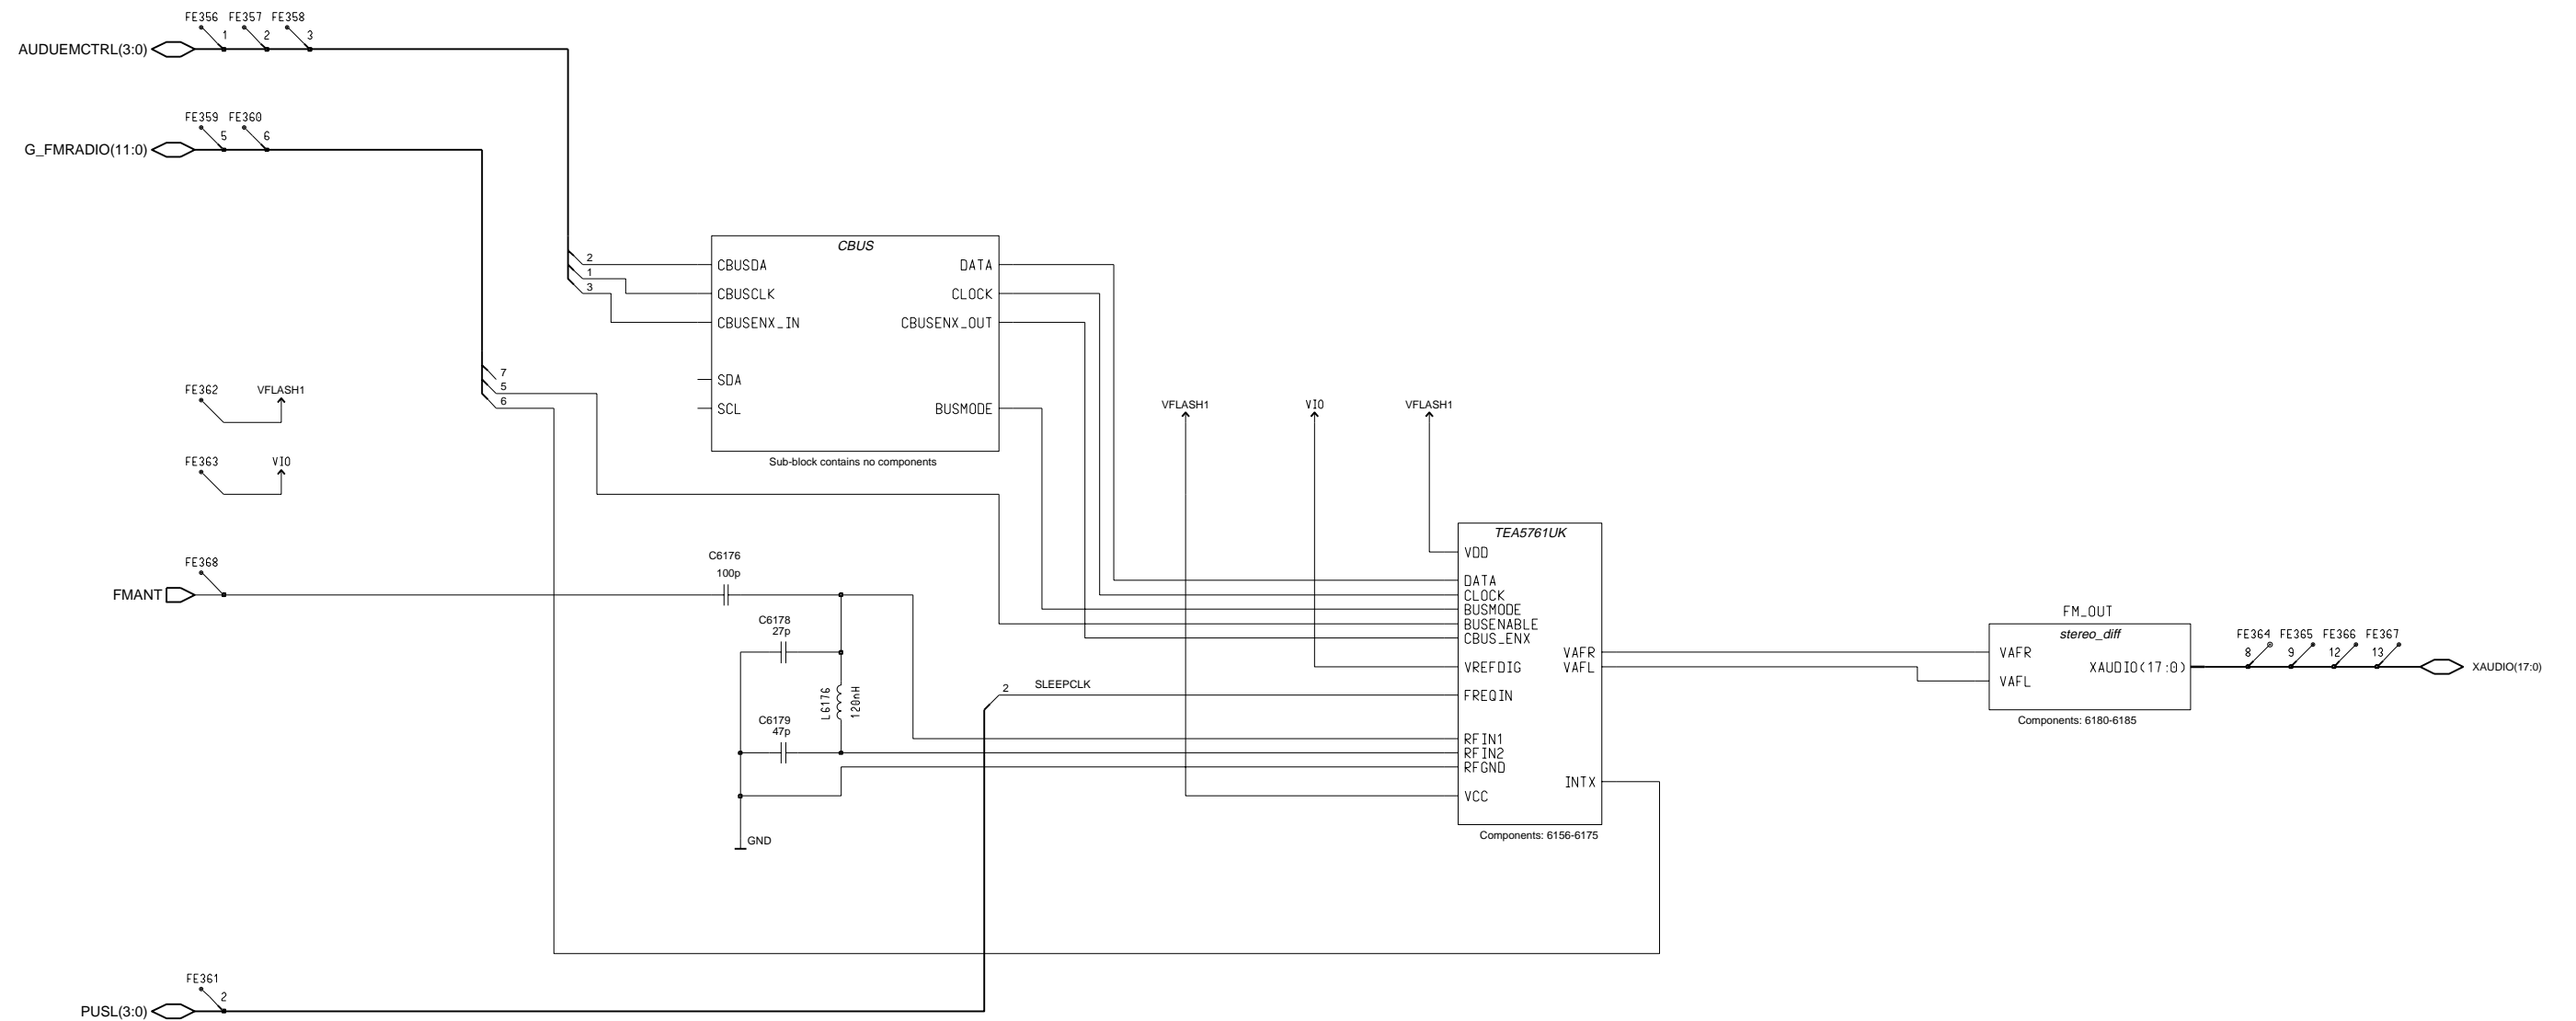 FE356 FE357 FE358
1 2 3
AUDUEMCTRL(3:0)
FE359 FE360
5 6
G_FMRADIO(11:0)
CBUS
2 CBUSDA DATA
1
3 CBUSCLK CLOCK
CBUSENX_IN CBUSENX_OUT
7
SDA
5
6 SCL BUSMODE
Sub-block contains no components
FE362 VFLASH1
FE363 VIO
VFLASH1 VIO VFLASH1
TEA5761UK
VDD
DATA
CLOCK
BUSMODE
BUSENABLE
CBUS_ENX
VREFDIG
FREQIN
RFIN1
RFIN2
RFGND
VCC
VAFR
VAFL
INTX
Components: 6156-6175
FE368
FMANT
C6176
100p
C6178
27p
L6176
120nH
C6179
47p
GND
2 SLEEPCLK
FM_OUT
stereo_diff
VAFR
XAUDIO(17:0)
VAFL
Components: 6180-6185
FE364 FE365 FE366 FE367
8 9 12 13
XAUDIO(17:0)
FE361
2
PUSL(3:0)